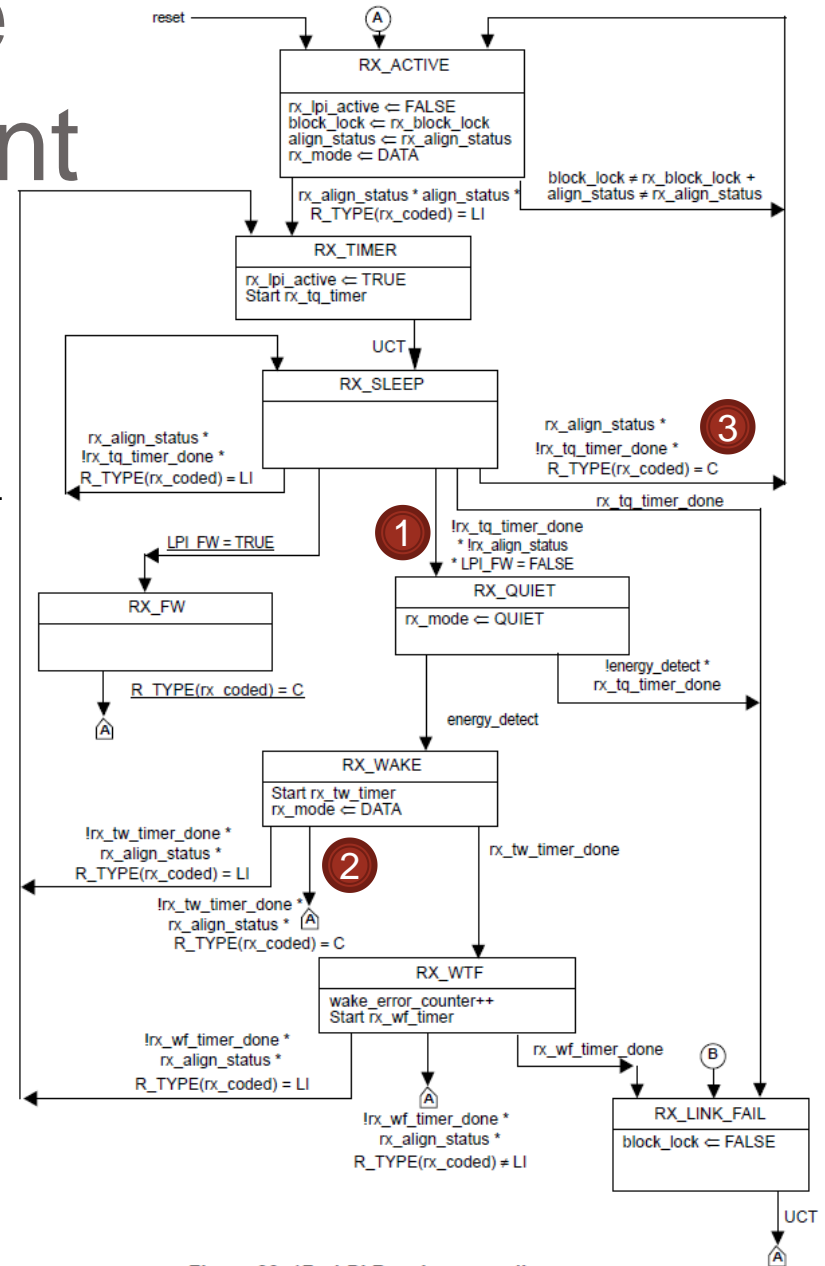 nt
reset
A
RX_ACTIVE
rx_lpi_active ⇐ FALSE
block_lock ⇐ rx_block_lock
align_status ⇐ rx_align_status
rx_mode ⇐ DATA
rx_align_status * align_status *
R_TYPE(rx_coded) = LI
block_lock ≠ rx_block_lock +
align_status ≠ rx_align_status
RX_TIMER
rx_lpi_active ⇐ TRUE
Start rx_tq_timer
UCT
RX_SLEEP
rx_align_status *
!rx_tq_timer_done *
R_TYPE(rx_coded) = LI
rx_align_status *
!rx_tq_timer_done *
R_TYPE(rx_coded) = C
3
rx_tq_timer_done
LPI_FW = TRUE
1
!rx_tq_timer_done
* !rx_align_status
* LPI_FW = FALSE
RX_FW
R_TYPE(rx_coded) = C
A
RX_QUIET
rx_mode ⇐ QUIET
!energy_detect *
rx_tq_timer_done
energy_detect
RX_WAKE
Start rx_tw_timer
rx_mode ⇐ DATA
!rx_tw_timer_done *
rx_align_status *
R_TYPE(rx_coded) = LI
2
!rx_tw_timer_done *
rx_align_status *
R_TYPE(rx_coded) = C
A
rx_tw_timer_done
RX_WTF
wake_error_counter++
Start rx_wf_timer
!rx_wf_timer_done *
rx_align_status *
R_TYPE(rx_coded) = LI
A
!rx_wf_timer_done *
rx_align_status *
R_TYPE(rx_coded) ≠ LI
rx_wf_timer_done
B
RX_LINK_FAIL
block_lock ⇐ FALSE
UCT
A